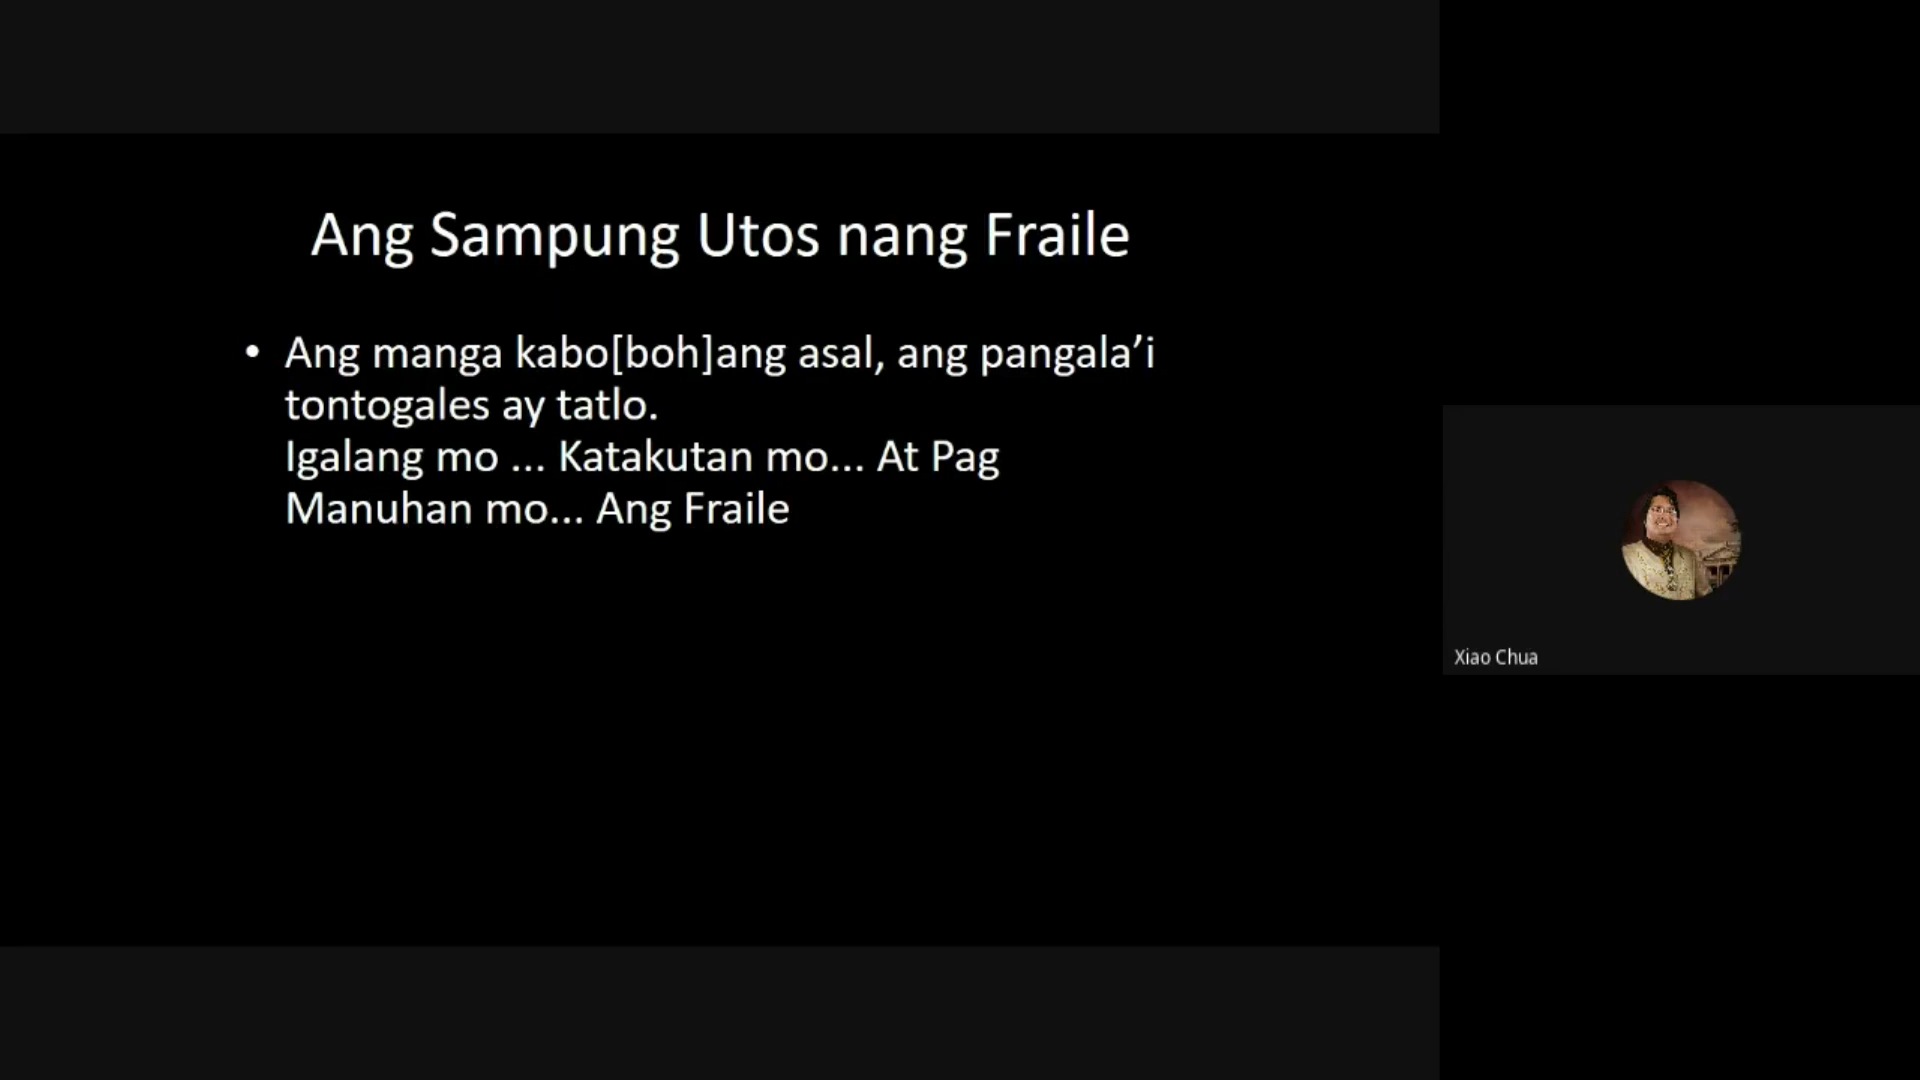 Ang Sampung Utos nang Fraile
• Ang manga kabo[boh]ang asal, ang pangala’i
tontogales ay tatlo.
Igalang mo ... Katakutan mo... At Pag
Manuhan mo... Ang Fraile
Xiao Chua